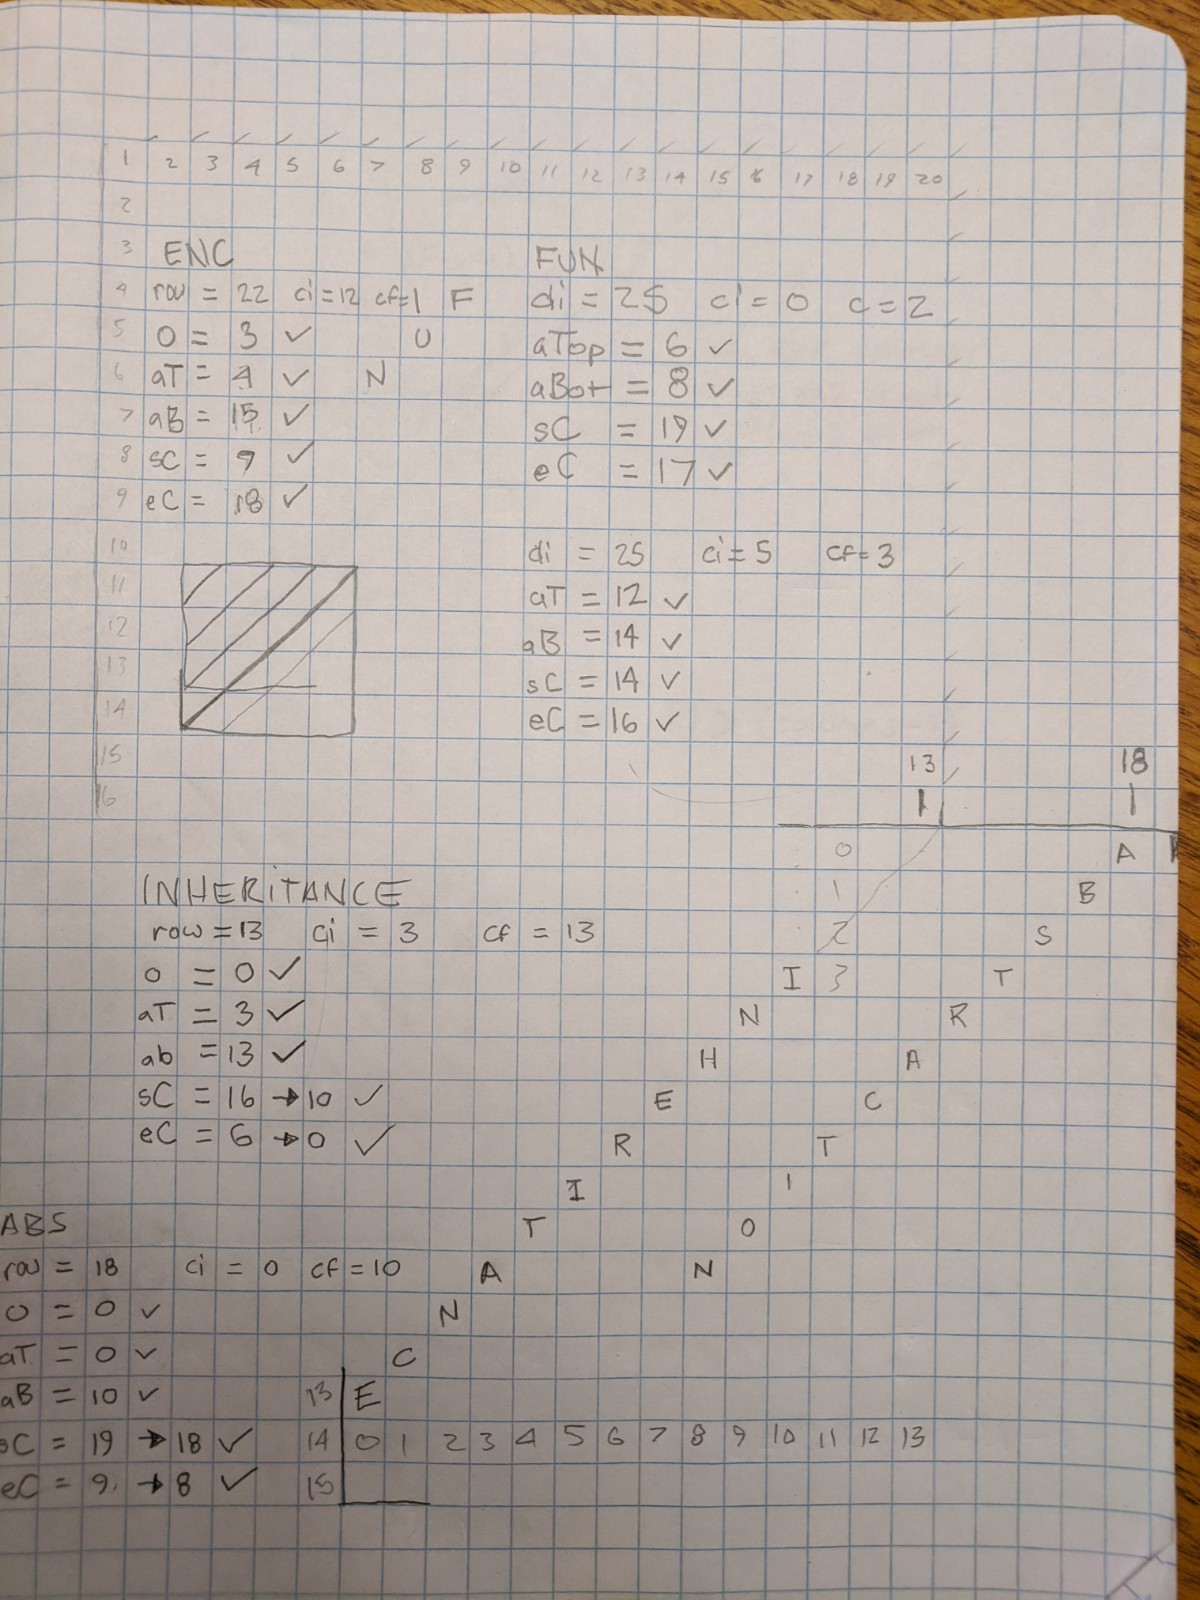 1 2 3 4 5 6 7 8 9 10 11 12 13 14 15 16 17 18 19 20
2
3 ENC FUN
4 row = 22 ci=12 cf=1 F di = 25 ci = 0 c = 2
5 O = 3 ✓ U aTop = 6 ✓
6 aT = 4 ✓ N aBot = 8 ✓
7 aB = 15 ✓ sC = 19 ✓
8 sC = 9 ✓ eC = 17 ✓
9 eC = 18 ✓
10 di = 25 ci = 5 cf = 3
11 aT = 12 ✓
12 aB = 14 ✓
13 sC = 14 ✓
14 eC = 16 ✓
15 13 18
16
0 A
INHERITANCE 1 B
row = 13 ci = 3 cf = 13 2 S
o = 0 ✓ I 3 T
aT = 3 ✓ N R
ab = 13 ✓ H A
sC = 16 → 10 ✓ E C
eC = 6 → 0 ✓ R T
I I
ABS T O
row = 18 ci = 0 cf = 10 A N
O = 0 ✓ N
aT = 0 ✓ C
aB = 10 ✓ 13 E
sC = 19 → 18 ✓ 14 0 1 2 3 4 5 6 7 8 9 10 11 12 13
eC = 9 → 8 ✓ 15